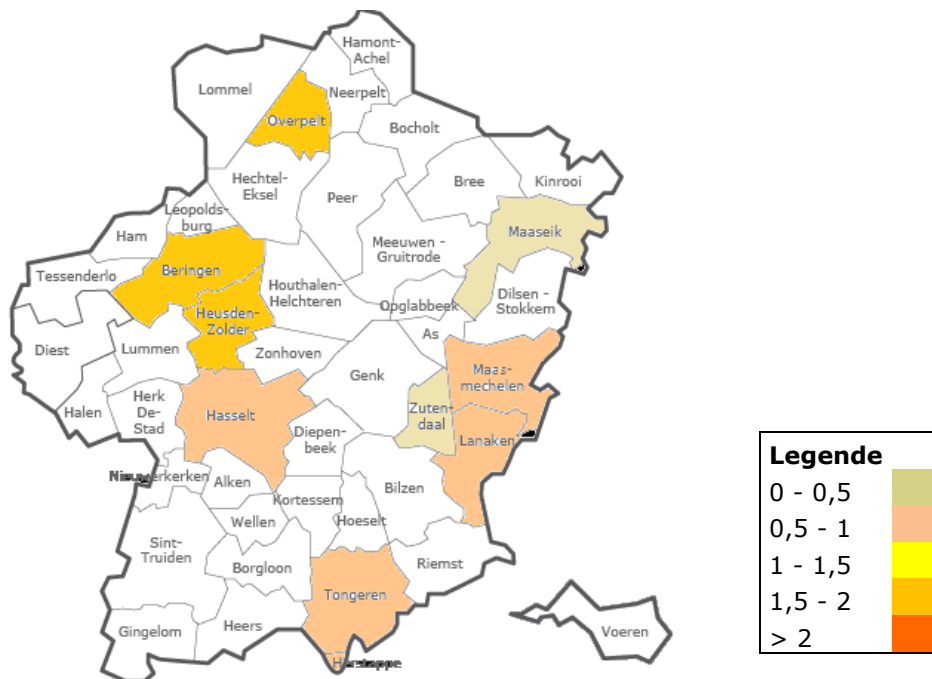 Hamont-
Achel
Lommel
Neerpelt
Overpelt
Bocholt
Hechtel-
Eksel
Peer
Bree
Kinrooi
Leopolds-
burg
Ham
Maaseik
Meeuwen -
Gruitrode
Tessenderlo
Beringen
Houthalen-
Helchteren
Opglabbeek
Dilsen -
Stokkem
Heusden-
Zolder
As
Diest
Lummen
Zonhoven
Genk
Maas-
mechelen
Halen
Herk
De-
Stad
Hasselt
Zuten-
daal
Diepen-
beek
Lanaken
Nieuwerkerken
Alken
Bilzen
Kortessem
Wellen
Hoeselt
Sint-
Truiden
Borgloon
Riemst
Tongeren
Gingelom
Heers
Voeren
Herstappe
Legende
0 - 0,5
0,5 - 1
1 - 1,5
1,5 - 2
> 2